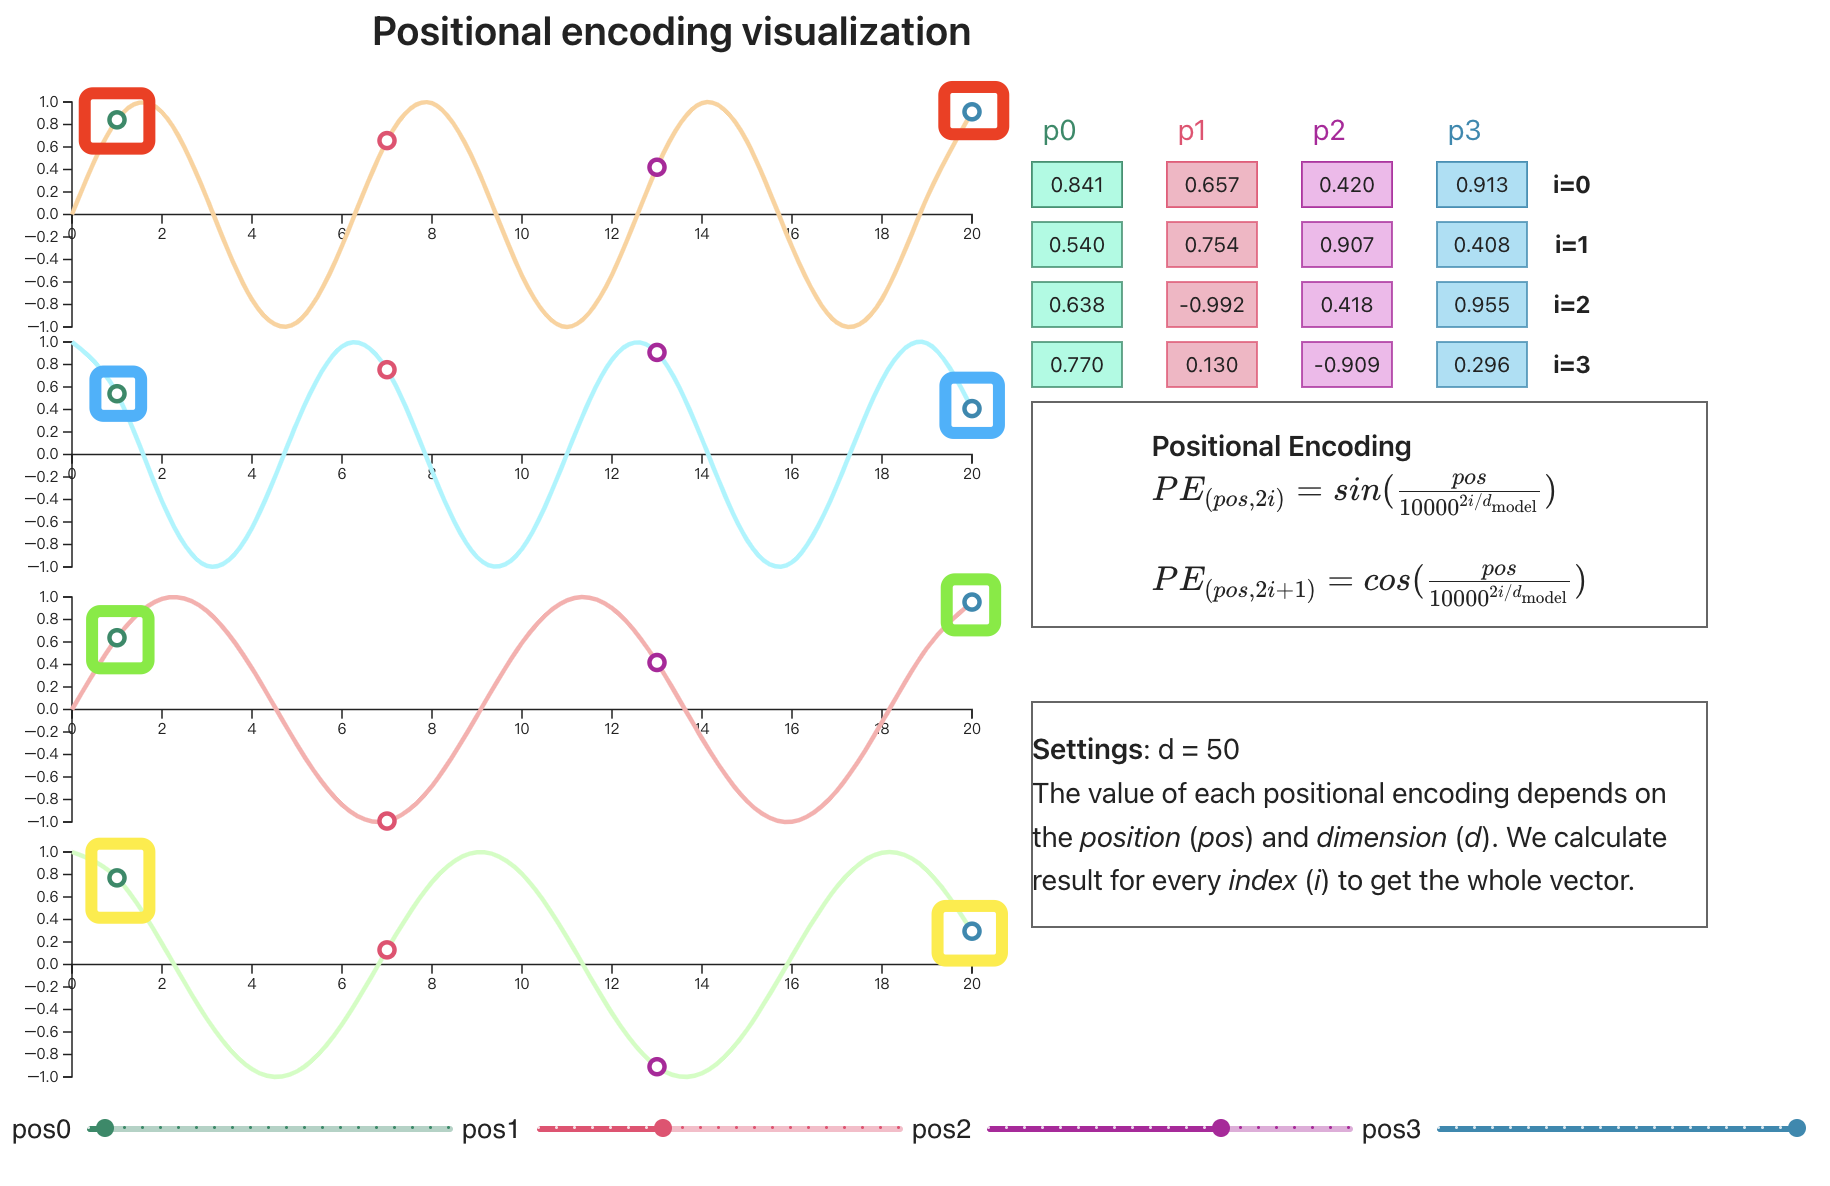 Positional encoding visualization
1.0
0.8
0.6
0.4
0.2
0.0
−0.2
−0.4
−0.6
−0.8
−1.0
0 2 4 6 8 10 12 14 16 18 20
1.0
0.8
0.6
0.4
0.2
0.0
−0.2
−0.4
−0.6
−0.8
−1.0
0 2 4 6 8 10 12 14 16 18 20
1.0
0.8
0.6
0.4
0.2
0.0
−0.2
−0.4
−0.6
−0.8
−1.0
0 2 4 6 8 10 12 14 16 18 20
1.0
0.8
0.6
0.4
0.2
0.0
−0.2
−0.4
−0.6
−0.8
−1.0
0 2 4 6 8 10 12 14 16 18 20
p0 p1 p2 p3
0.841 0.657 0.420 0.913 i=0
0.540 0.754 0.907 0.408 i=1
0.638 -0.992 0.418 0.955 i=2
0.770 0.130 -0.909 0.296 i=3
Positional Encoding
PE_(pos,2i) = sin(pos/10000^{2i/d_model})
PE_(pos,2i+1) = cos(pos/10000^{2i/d_model})
Settings: d = 50
The value of each positional encoding depends on
the position (pos) and dimension (d). We calculate
result for every index (i) to get the whole vector.
pos0 pos1 pos2 pos3